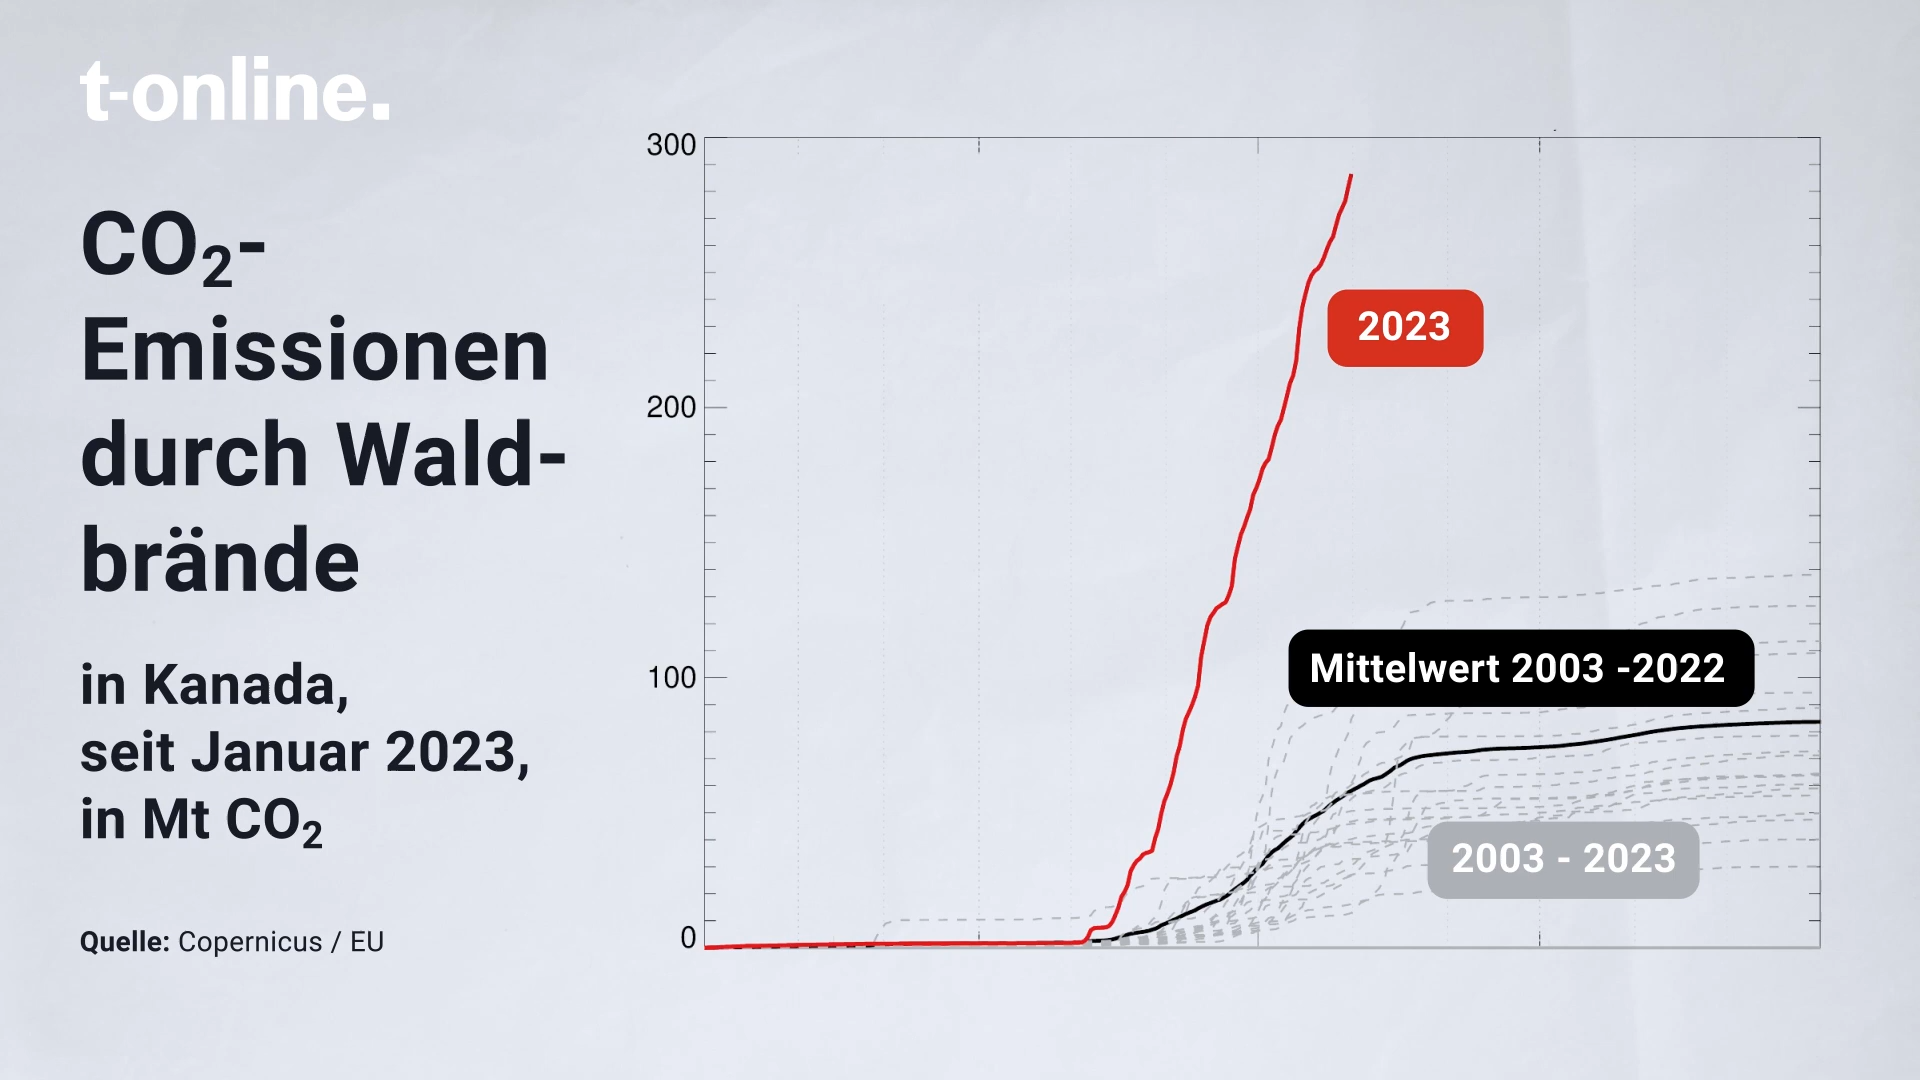 t-online.
CO₂-
Emissionen
durch Wald-
brände
in Kanada,
seit Januar 2023,
in Mt CO₂
Quelle: Copernicus / EU
300
200
100
0
2023
Mittelwert 2003 -2022
2003 - 2023